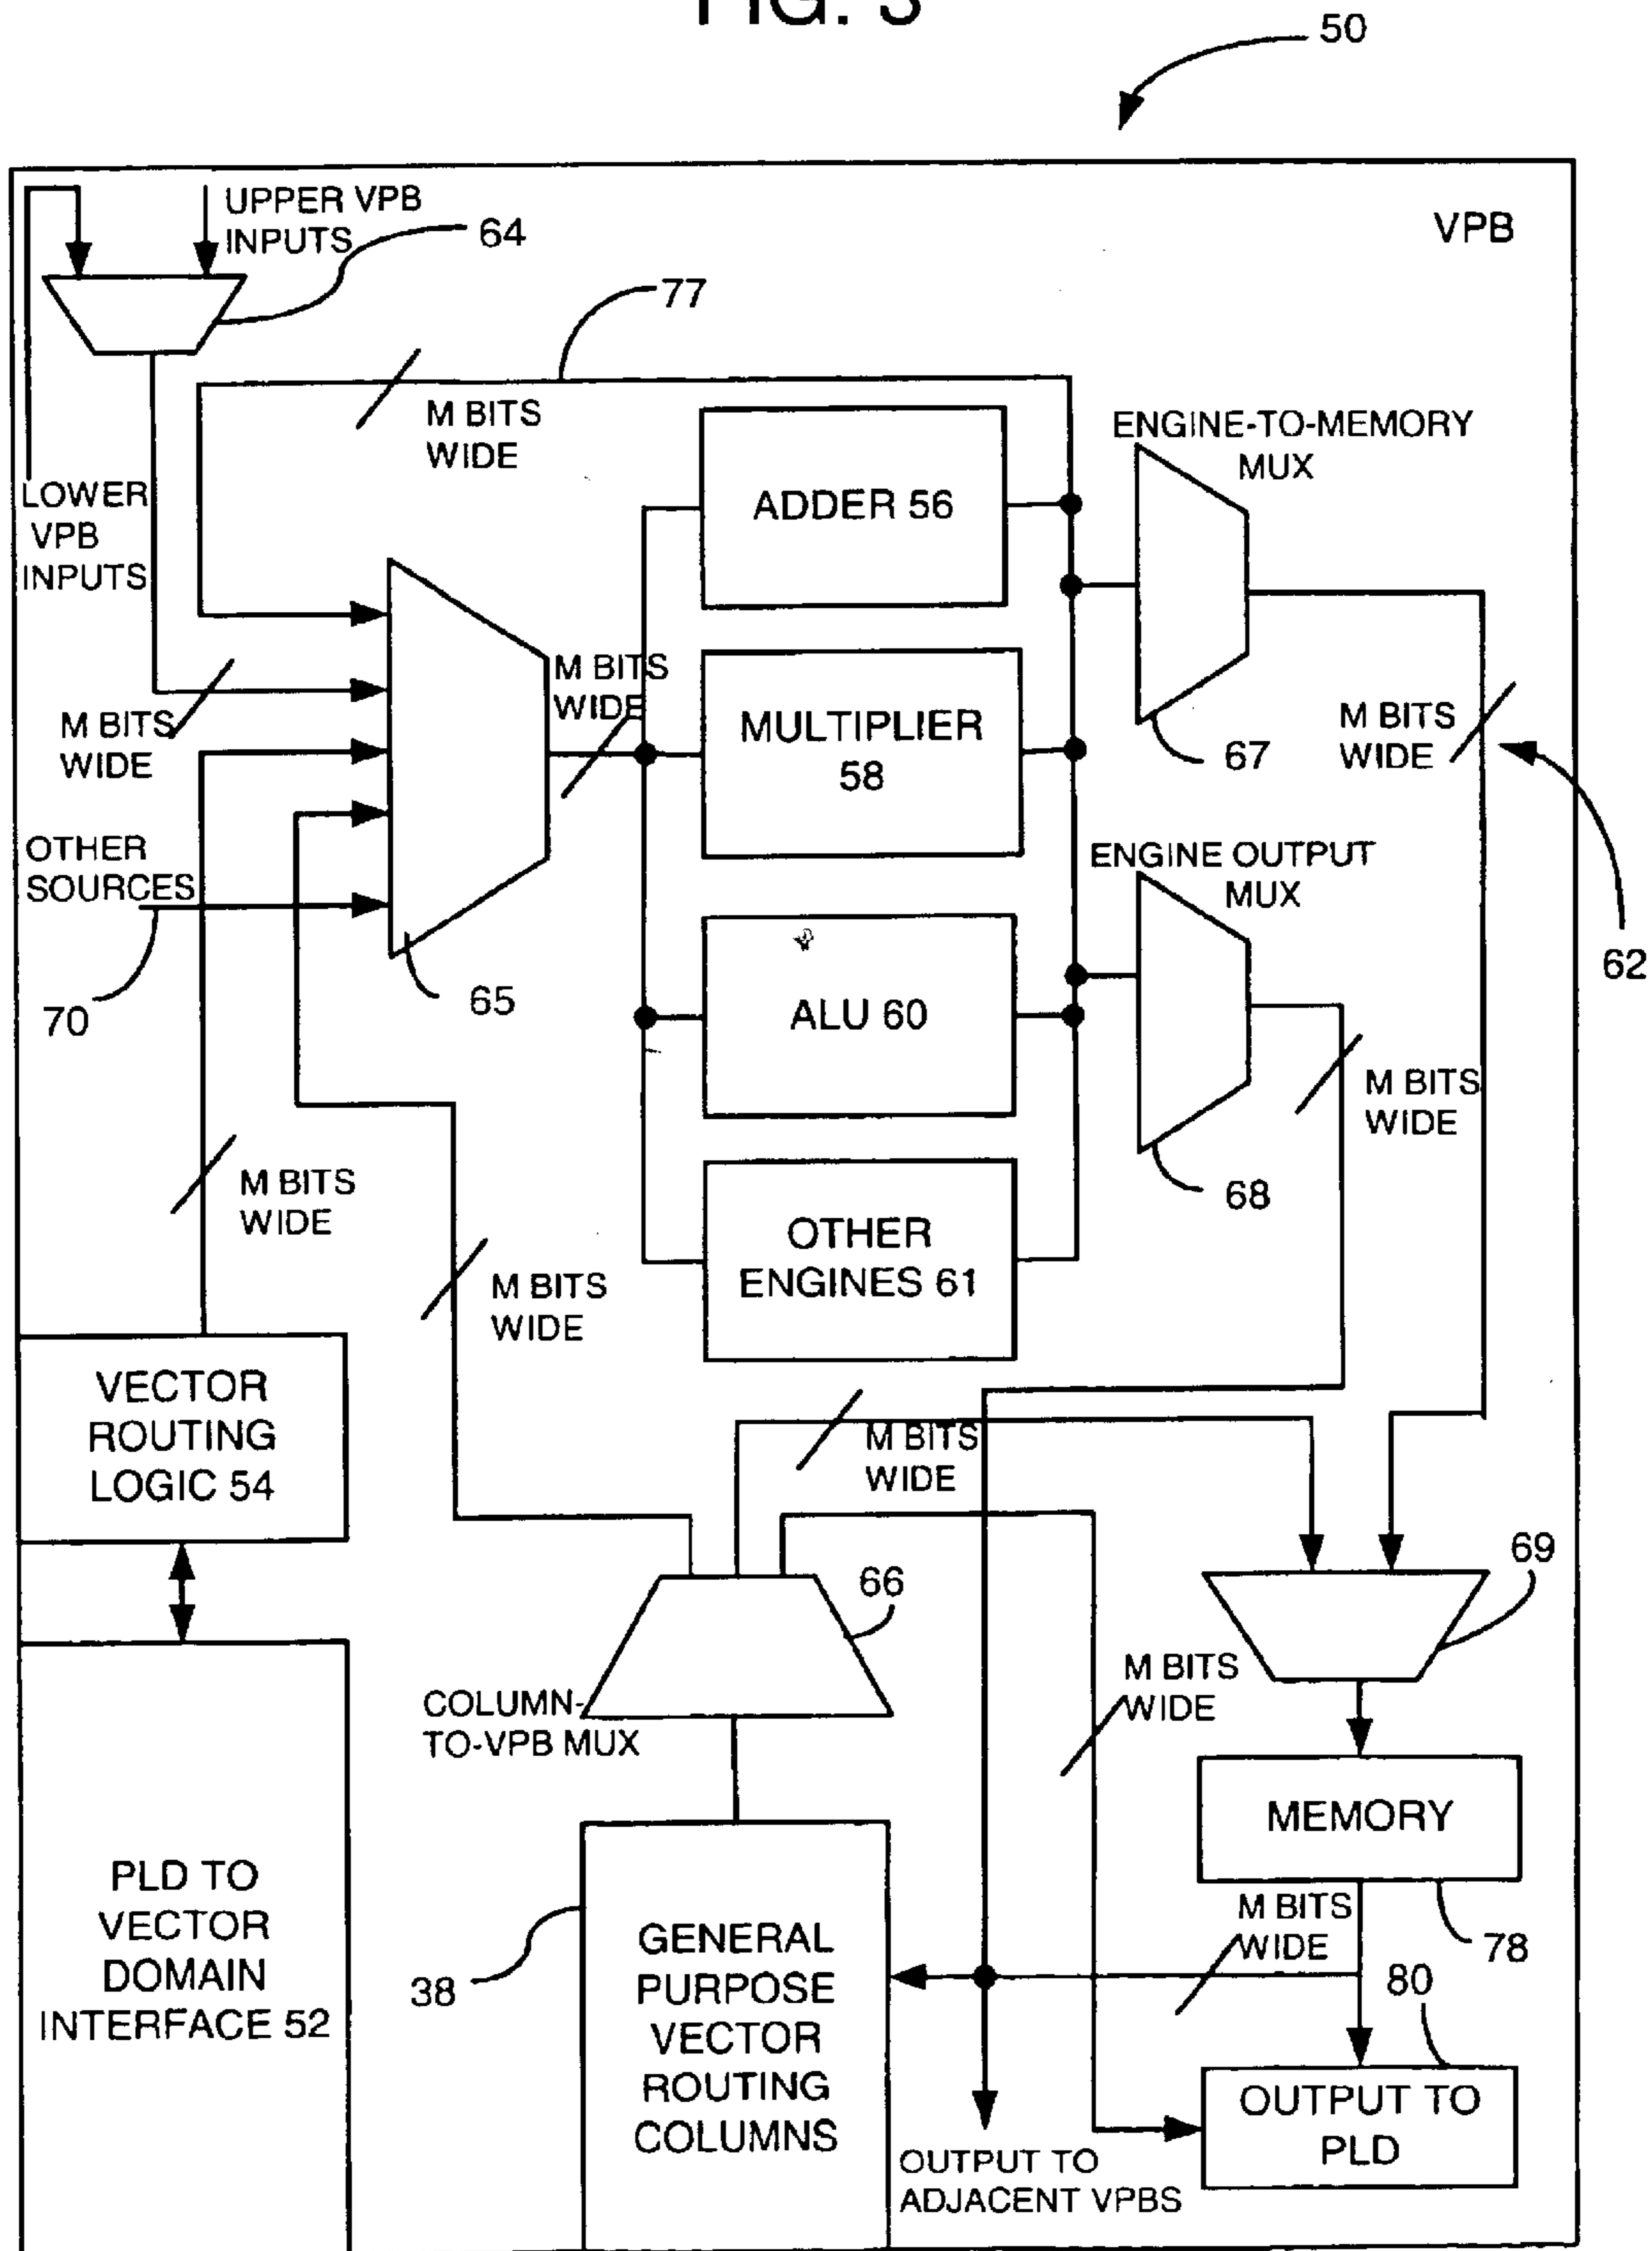 FIG. 3
50
UPPER VPB
INPUTS
64
VPB
77
M BITS
WIDE
ENGINE-TO-MEMORY
MUX
LOWER
VPB
INPUTS
ADDER 56
M BITS
WIDE
M BITS
WIDE
MULTIPLIER
58
67
M BITS
WIDE
62
OTHER
SOURCES
ENGINE OUTPUT
MUX
70
65
ALU 60
M BITS
WIDE
68
M BITS
WIDE
M BITS
WIDE
OTHER
ENGINES 61
VECTOR
ROUTING
LOGIC 54
M BITS
WIDE
69
66
COLUMN-
TO-VPB MUX
M BITS
WIDE
MEMORY
PLD TO
VECTOR
DOMAIN
INTERFACE 52
38
GENERAL
PURPOSE
VECTOR
ROUTING
COLUMNS
M BITS
WIDE
78
80
OUTPUT TO
PLD
OUTPUT TO
ADJACENT VPBS